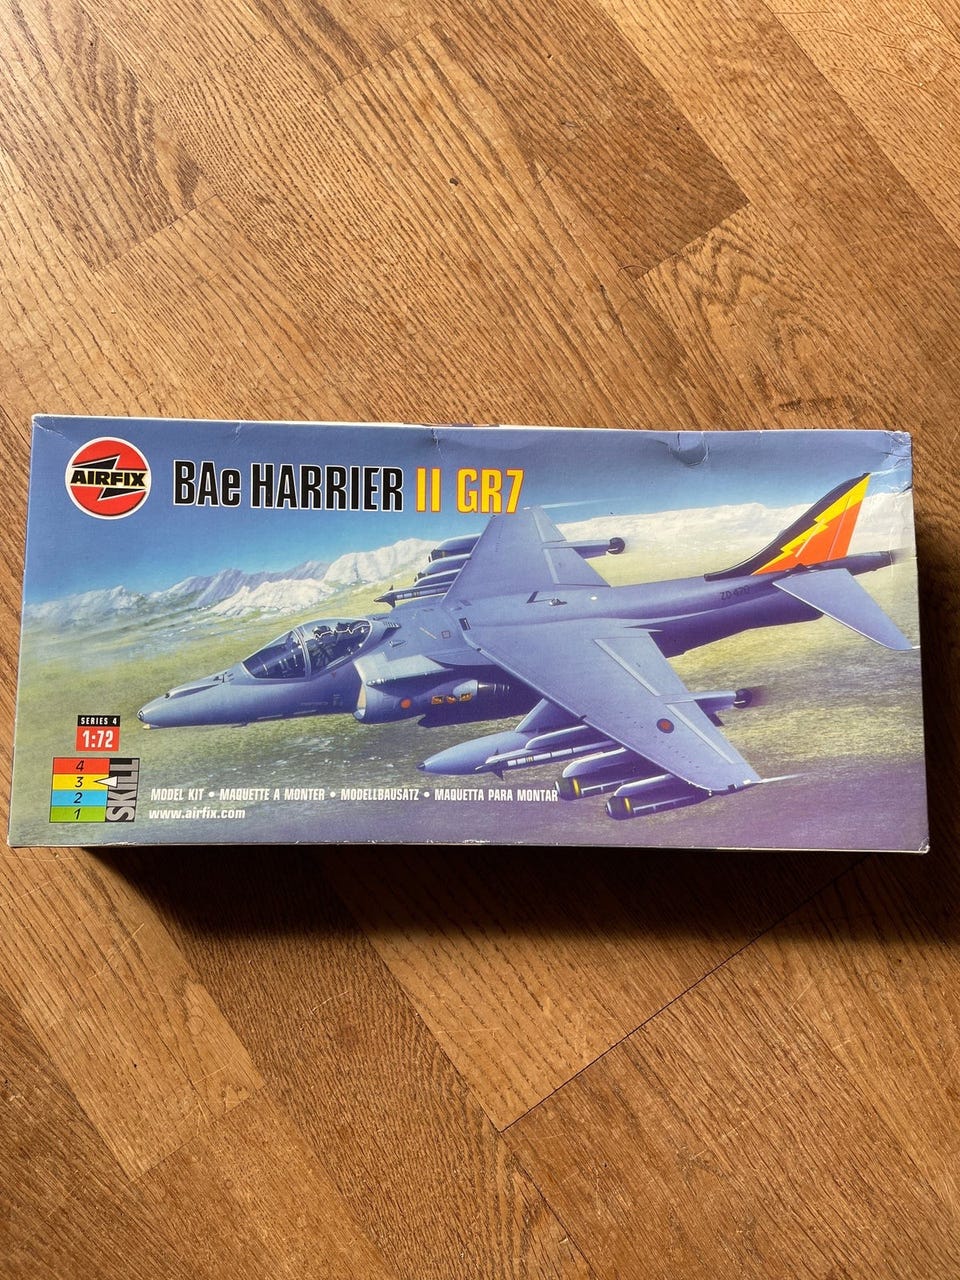 AIRFIX
BAe HARRIER II GR7
ZD470
SERIES 4
1:72
4
3
2
1
SKILL
MODEL KIT • MAQUETTE A MONTER • MODELLBAUSATZ • MAQUETTA PARA MONTAR
www.airfix.com